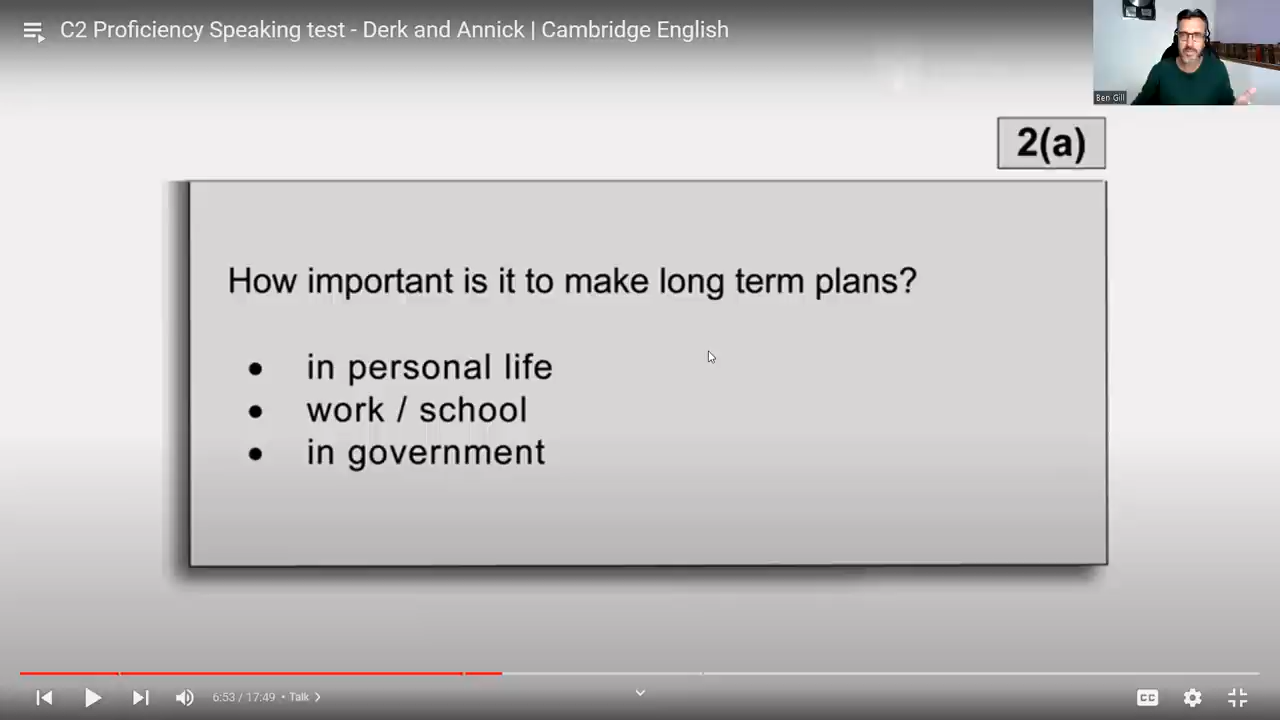 C2 Proficiency Speaking test - Derk and Annick | Cambridge English
Ben Gill
2(a)
How important is it to make long term plans?
• in personal life
• work / school
• in government
6:53 / 17:49 • Talk >
CC